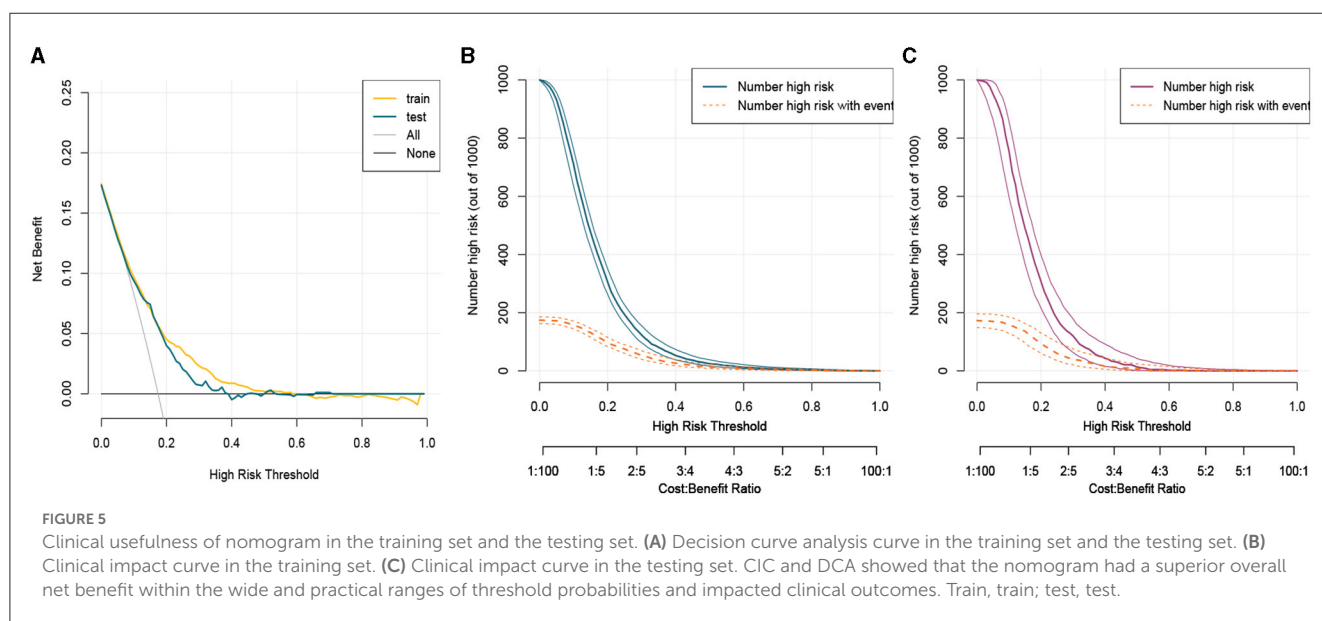 A
0.25
0.20
0.15
0.10
0.05
0.00
Net Benefit
train
test
All
None
0.0 0.2 0.4 0.6 0.8 1.0
High Risk Threshold
B
1000
800
600
400
200
0
Number high risk (out of 1000)
Number high risk
Number high risk with event
0.0 0.2 0.4 0.6 0.8 1.0
High Risk Threshold
1:100 1:5 2:5 3:4 4:3 5:2 5:1 100:1
Cost:Benefit Ratio
C
1000
800
600
400
200
0
Number high risk (out of 1000)
Number high risk
Number high risk with event
0.0 0.2 0.4 0.6 0.8 1.0
High Risk Threshold
1:100 1:5 2:5 3:4 4:3 5:2 5:1 100:1
Cost:Benefit Ratio
FIGURE 5
Clinical usefulness of nomogram in the training set and the testing set. (A) Decision curve analysis curve in the training set and the testing set. (B)
Clinical impact curve in the training set. (C) Clinical impact curve in the testing set. CIC and DCA showed that the nomogram had a superior overall
net benefit within the wide and practical ranges of threshold probabilities and impacted clinical outcomes. Train, train; test, test.